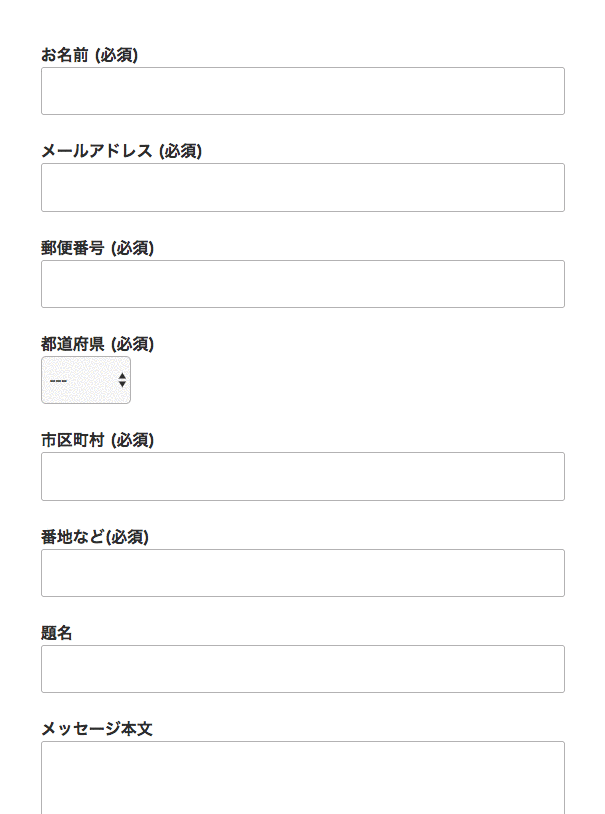 お名前 (必須)
メールアドレス (必須)
郵便番号 (必須)
都道府県 (必須)
---
市区町村 (必須)
番地など(必須)
題名
メッセージ本文